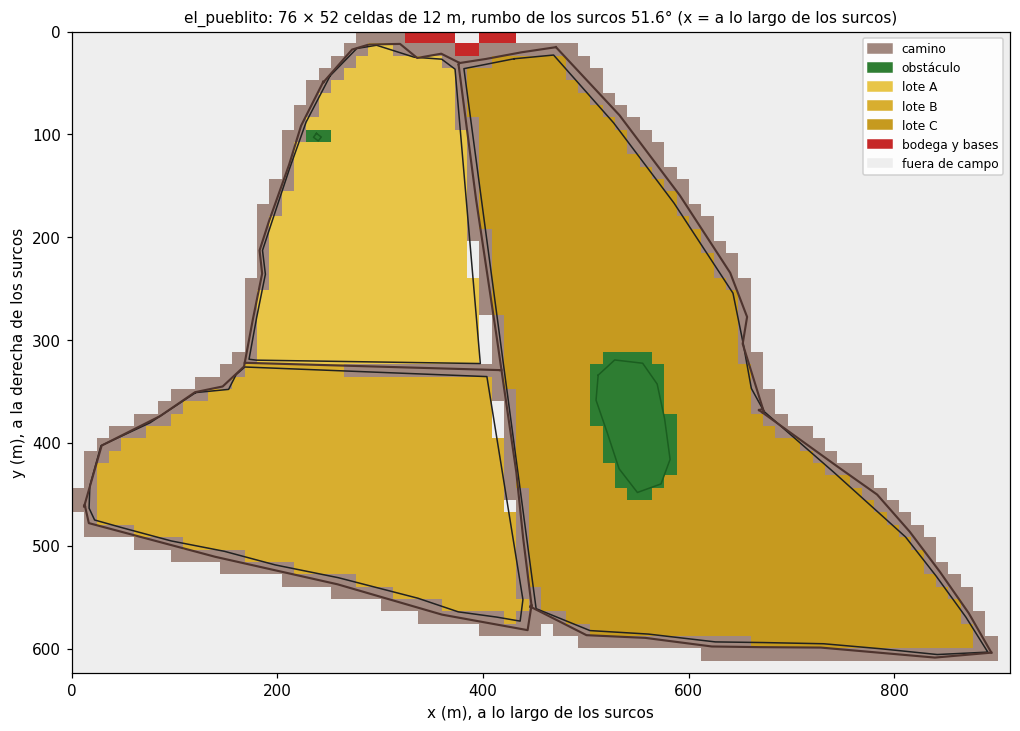 el_pueblito: 76 × 52 celdas de 12 m, rumbo de los surcos 51.6° (x = a lo largo de los surcos)
camino
obstáculo
lote A
lote B
lote C
bodega y bases
fuera de campo
y (m), a la derecha de los surcos
0
100
200
300
400
500
600
0 200 400 600 800
x (m), a lo largo de los surcos